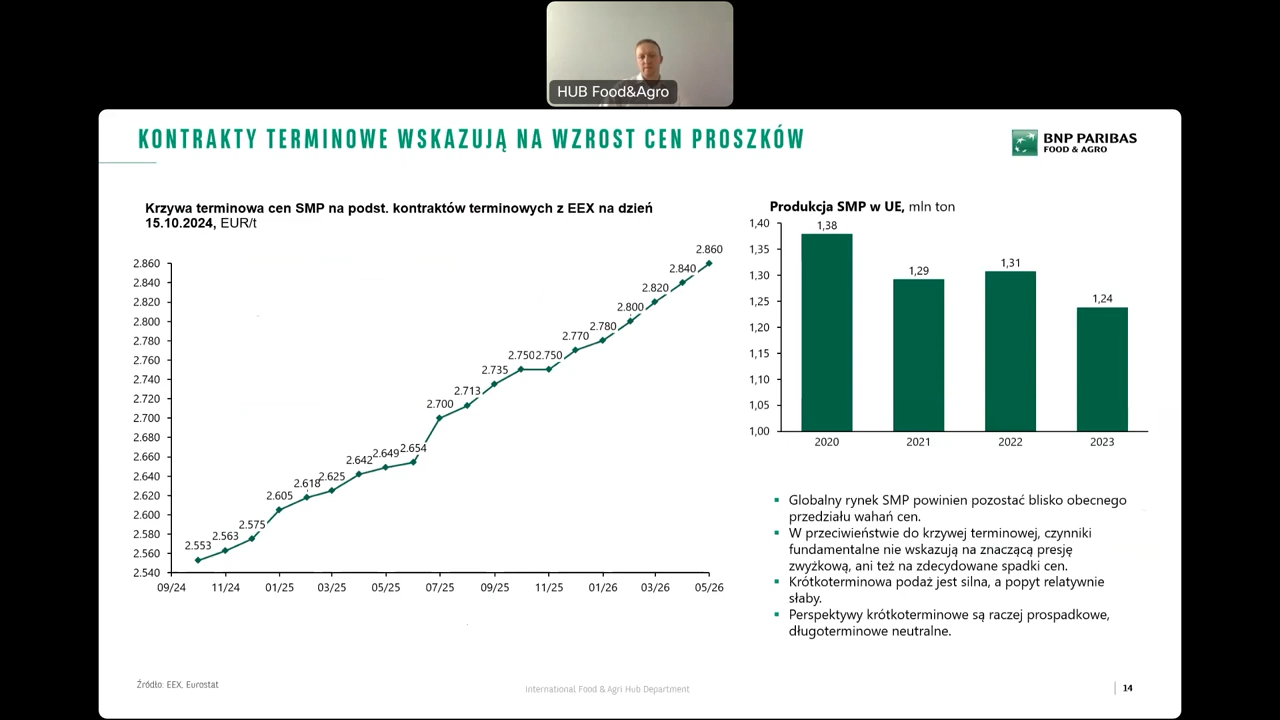 HUB Food&Agro
KONTRAKTY TERMINOWE WSKAZUJĄ NA WZROST CEN PROSZKÓW
BNP PARIBAS
FOOD & AGRO
Krzywa terminowa cen SMP na podst. kontraktów terminowych z EEX na dzień
15.10.2024, EUR/t
2.860
2.840
2.820
2.800
2.780
2.760
2.740
2.720
2.700
2.680
2.660
2.640
2.620
2.600
2.580
2.560
2.540
2.553
2.563
2.575
2.605
2.618
2.625
2.642
2.649
2.654
2.700
2.713
2.735
2.750
2.750
2.770
2.780
2.800
2.820
2.840
2.860
09/24 11/24 01/25 03/25 05/25 07/25 09/25 11/25 01/26 03/26 05/26
Produkcja SMP w UE, mln ton
1,40
1,35
1,30
1,25
1,20
1,15
1,10
1,05
1,00
1,38
1,29
1,31
1,24
2020 2021 2022 2023
Globalny rynek SMP powinien pozostać blisko obecnego
przedziału wahań cen.
W przeciwieństwie do krzywej terminowej, czynniki
fundamentalne nie wskazują na znaczącą presję
zwyżkową, ani też na zdecydowane spadki cen.
Krótkoterminowa podaż jest silna, a popyt relatywnie
słaby.
Perspektywy krótkoterminowe są raczej prospadkowe,
długoterminowe neutralne.
Źródło: EEX, Eurostat
International Food & Agri Hub Department
14